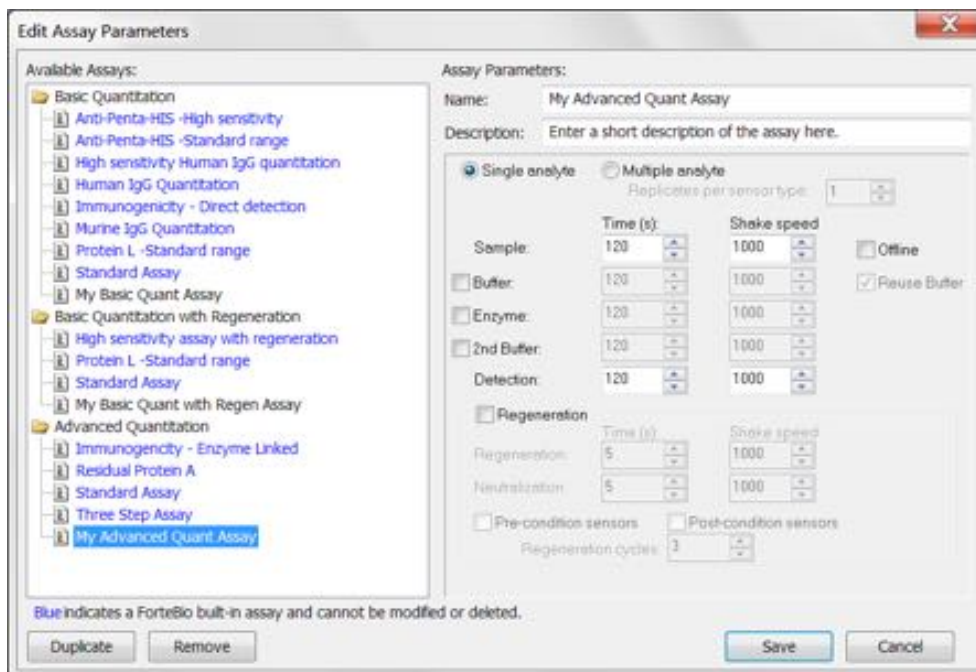 Edit Assay Parameters
Available Assays:
Basic Quantitation
Anti-Penta-HIS -High sensitivity
Anti-Penta-HIS -Standard range
High sensitivity Human IgG quantitation
Human IgG Quantitation
Immunogenicity - Direct detection
Murine IgG Quantitation
Protein L -Standard range
Standard Assay
My Basic Quant Assay
Basic Quantitation with Regeneration
High sensitivity assay with regeneration
Protein L -Standard range
Standard Assay
My Basic Quant with Regen Assay
Advanced Quantitation
Immunogencity - Enzyme Linked
Residual Protein A
Standard Assay
Three Step Assay
My Advanced Quant Assay
Blue indicates a ForteBio built-in assay and cannot be modified or deleted.
Duplicate Remove
Assay Parameters:
Name: My Advanced Quant Assay
Description: Enter a short description of the assay here.
Single analyte Multiple analyte
Replicates per sensor type: 1
Time (s): Shake speed
Sample: 120 1000 Offline
Buffer: 120 1000 Reuse Buffer
Enzyme: 120 1000
2nd Buffer: 120 1000
Detection: 120 1000
Regeneration
Time (s) Shake speed
Regeneration: 5 1000
Neutralization: 5 1000
Pre-condition sensors Post-condition sensors
Regeneration cycles: 3
Save Cancel